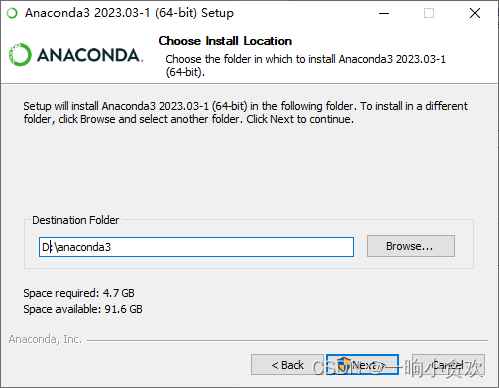 Anaconda3 2023.03-1 (64-bit) Setup
ANACONDA.
Choose Install Location
Choose the folder in which to install Anaconda3 2023.03-1
(64-bit).
Setup will install Anaconda3 2023.03-1 (64-bit) in the following folder. To install in a different
folder, click Browse and select another folder. Click Next to continue.
Destination Folder
D:\anaconda3
Browse...
Space required: 4.7 GB
Space available: 91.6 GB
Anaconda, Inc.
< Back
Next >
Cancel
CSDN @一晌小贪欢